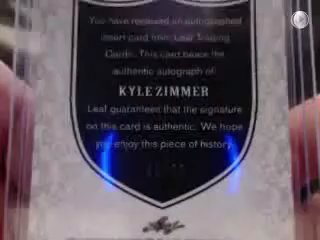 You have received an autographed
insert card from Leaf Trading
Cards. This card bears the
authentic autograph of:
KYLE ZIMMER
Leaf guarantees that the signature
on this card is authentic. We hope
you enjoy this piece of history.
Leaf